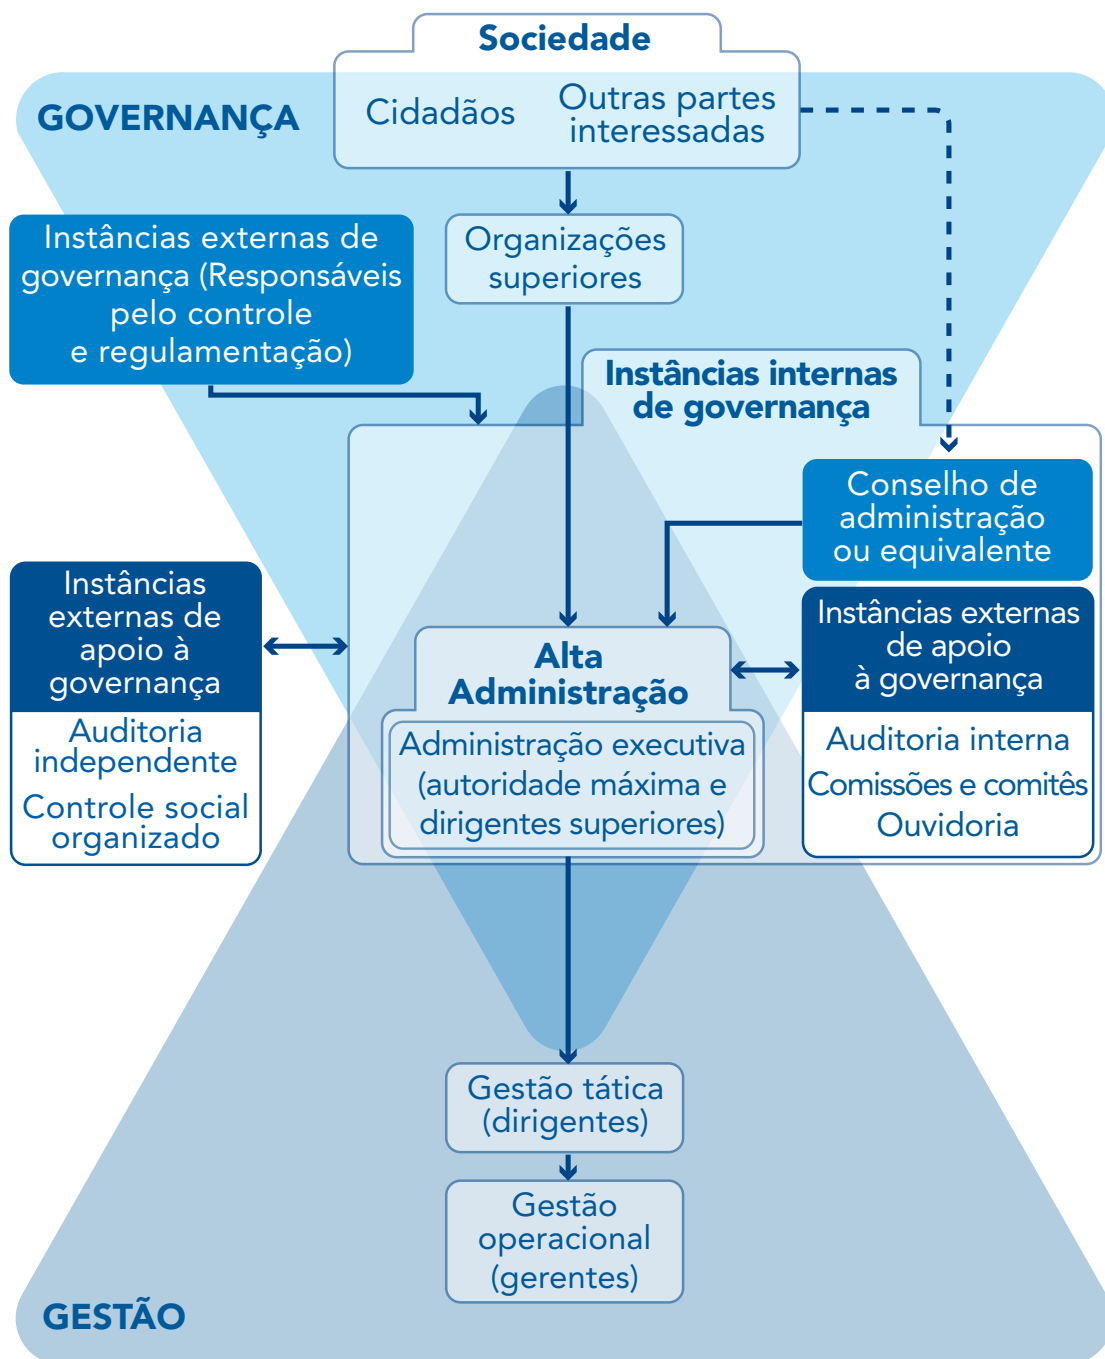 Sociedade
GOVERNANÇA
Cidadãos
Outras partes
interessadas
Instâncias externas de
governança (Responsáveis
pelo controle
e regulamentação)
Organizações
superiores
Instâncias internas
de governança
Conselho de
administração
ou equivalente
Instâncias
externas de
apoio à
governança
Auditoria
independente
Controle social
organizado
Alta
Administração
Administração executiva
(autoridade máxima e
dirigentes superiores)
Instâncias externas
de apoio
à governança
Auditoria interna
Comissões e comitês
Ouvidoria
Gestão tática
(dirigentes)
Gestão
operacional
(gerentes)
GESTÃO